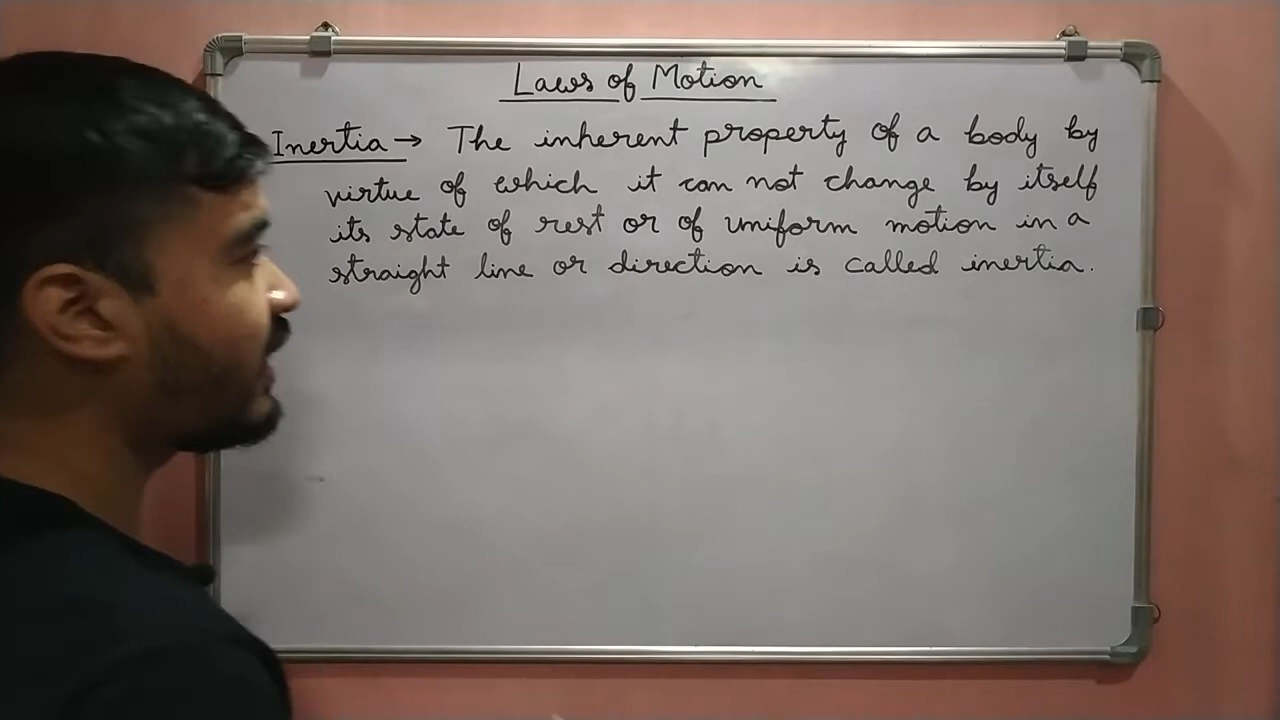 Laws of Motion
Inertia → The inherent property of a body by
virtue of which it can not change by itself
its state of rest or of uniform motion in a
straight line or direction is called inertia.